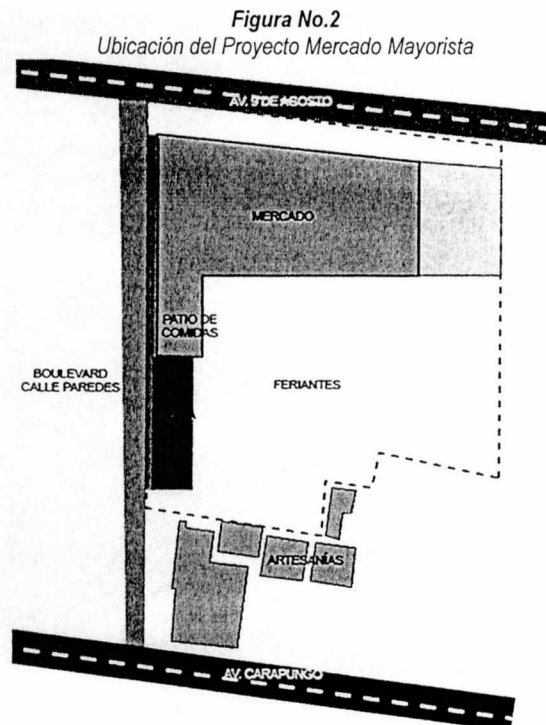 Figura No.2
Ubicación del Proyecto Mercado Mayorista
AV. 9 DE AGOSTO
MERCADO
PATIO DE
COMIDAS
BOULEVARD
CALLE PAREDES
FERIANTES
ARTESANÍAS
AV. CARAPUNGO